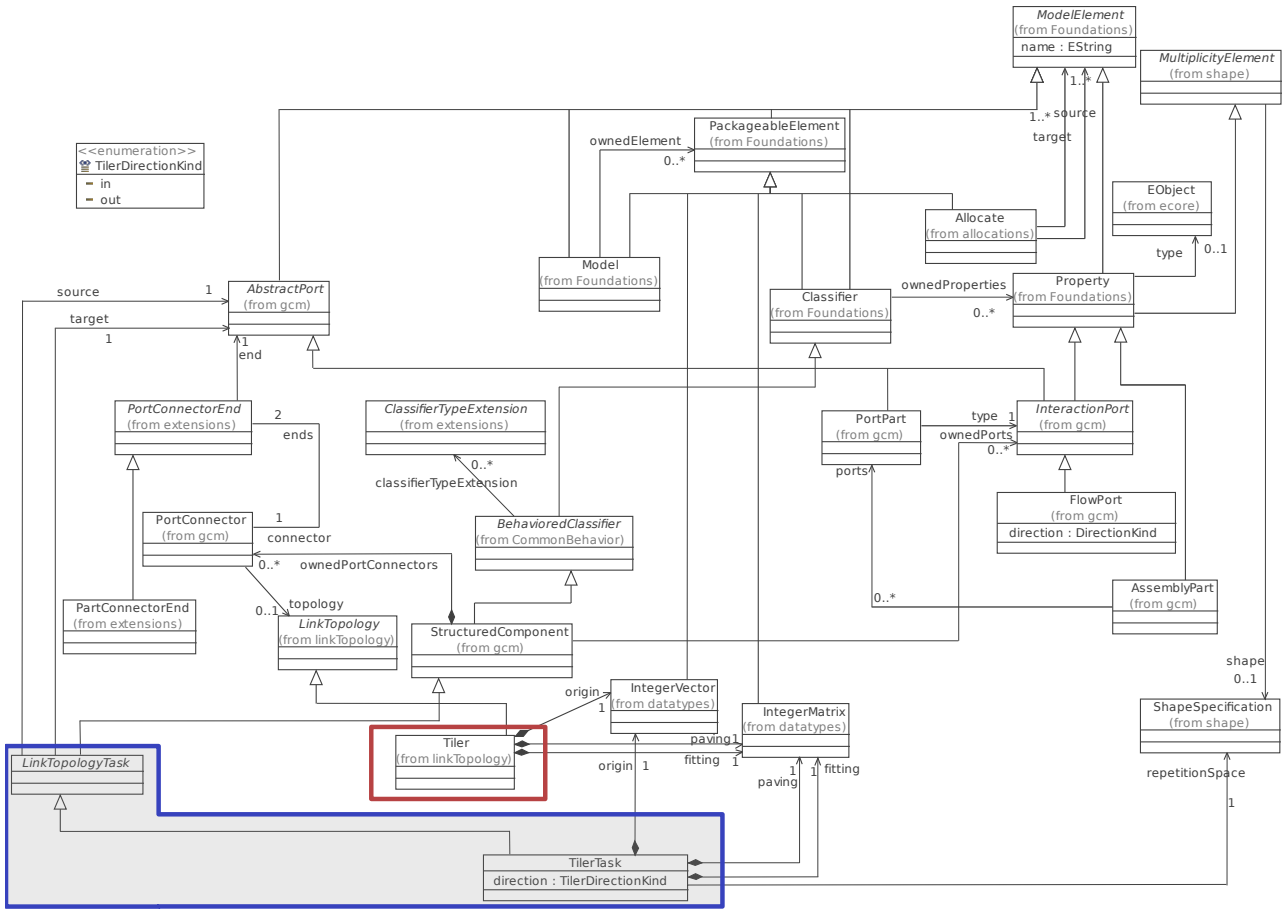 ModelElement
(from Foundations)
name : EString
MultiplicityElement
(from shape)
1..*
1..*
source
target
PackageableElement
(from Foundations)
ownedElement
0..*
<<enumeration>>
TilerDirectionKind
in
out
EObject
(from ecore)
type
0..1
Allocate
(from allocations)
Model
(from Foundations)
source
1
AbstractPort
(from gcm)
target
1
1
end
Classifier
(from Foundations)
ownedProperties
0..*
Property
(from Foundations)
PortConnectorEnd
(from extensions)
2
ends
ClassifierTypeExtension
(from extensions)
0..*
classifierTypeExtension
PortPart
(from gcm)
type
1
ownedPorts
0..*
InteractionPort
(from gcm)
ports
FlowPort
(from gcm)
direction : DirectionKind
PortConnector
(from gcm)
1
connector
BehavioredClassifier
(from CommonBehavior)
0..*
ownedPortConnectors
AssemblyPart
(from gcm)
0..*
PartConnectorEnd
(from extensions)
topology
0..1
LinkTopology
(from linkTopology)
StructuredComponent
(from gcm)
shape
0..1
origin
1
IntegerVector
(from datatypes)
IntegerMatrix
(from datatypes)
ShapeSpecification
(from shape)
Tiler
(from linkTopology)
paving
1
fitting
1
origin
1
1
paving
1
fitting
repetitionSpace
1
LinkTopologyTask
TilerTask
direction : TilerDirectionKind